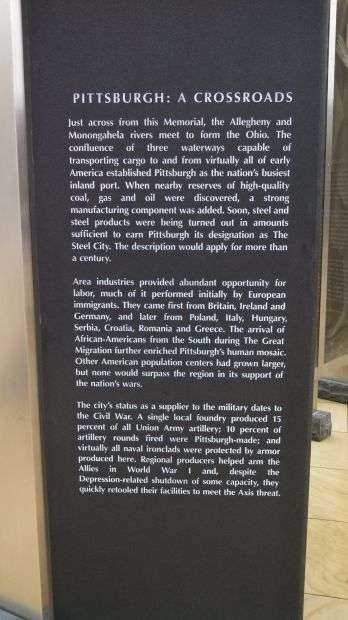 PITTSBURGH: A CROSSROADS
Just across from this Memorial, the Allegheny and
Monongahela rivers meet to form the Ohio. The
confluence of three waterways capable of
transporting cargo to and from virtually all of early
America established Pittsburgh as the nation's busiest
inland port. When nearby reserves of high-quality
coal, gas and oil were discovered, a strong
manufacturing component was added. Soon, steel and
steel products were being turned out in amounts
sufficient to earn Pittsburgh its designation as The
Steel City. The description would apply for more than
a century.
Area industries provided abundant opportunity for
labor, much of it performed initially by European
immigrants. They came first from Britain, Ireland and
Germany, and later from Poland, Italy, Hungary,
Serbia, Croatia, Romania and Greece. The arrival of
African-Americans from the South during The Great
Migration further enriched Pittsburgh's human mosaic.
Other American population centers had grown larger,
but none would surpass the region in its support of
the nation's wars.
The city's status as a supplier to the military dates to
the Civil War. A single local foundry produced 15
percent of all Union Army artillery; 10 percent of
artillery rounds fired were Pittsburgh-made; and
virtually all naval ironclads were protected by armor
produced here. Regional producers helped arm the
Allies in World War I and, despite the
Depression-related shutdown of some capacity, they
quickly retooled their facilities to meet the Axis threat.